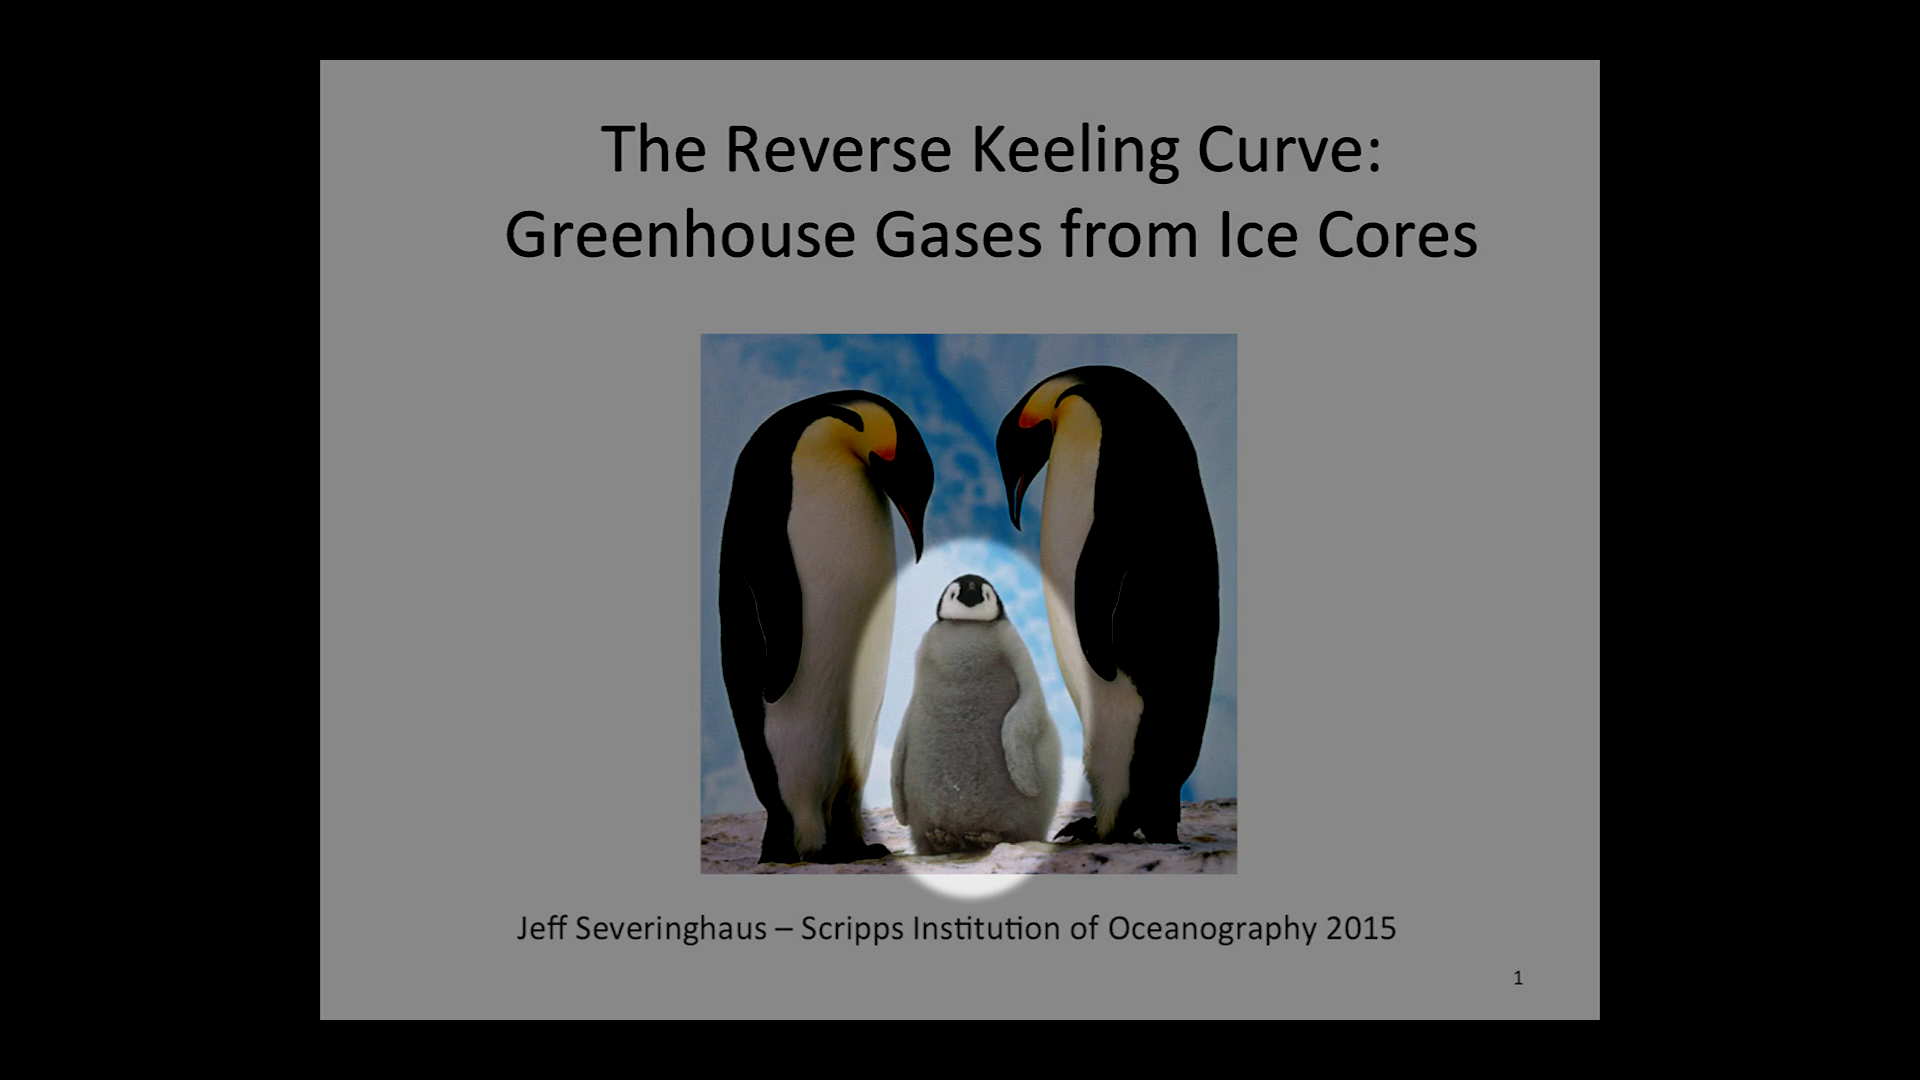 The Reverse Keeling Curve:
Greenhouse Gases from Ice Cores
Jeff Severinghaus – Scripps Institution of Oceanography 2015
1